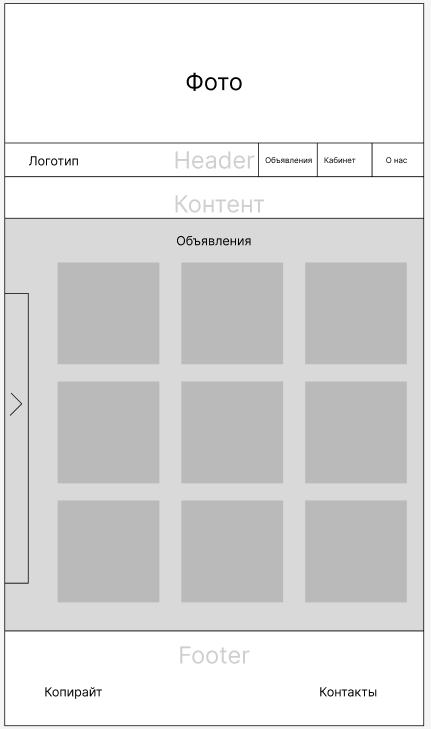 Фото
Логотип
Header
Объявления
Кабинет
О нас
Контент
Объявления
Footer
Копирайт
Контакты